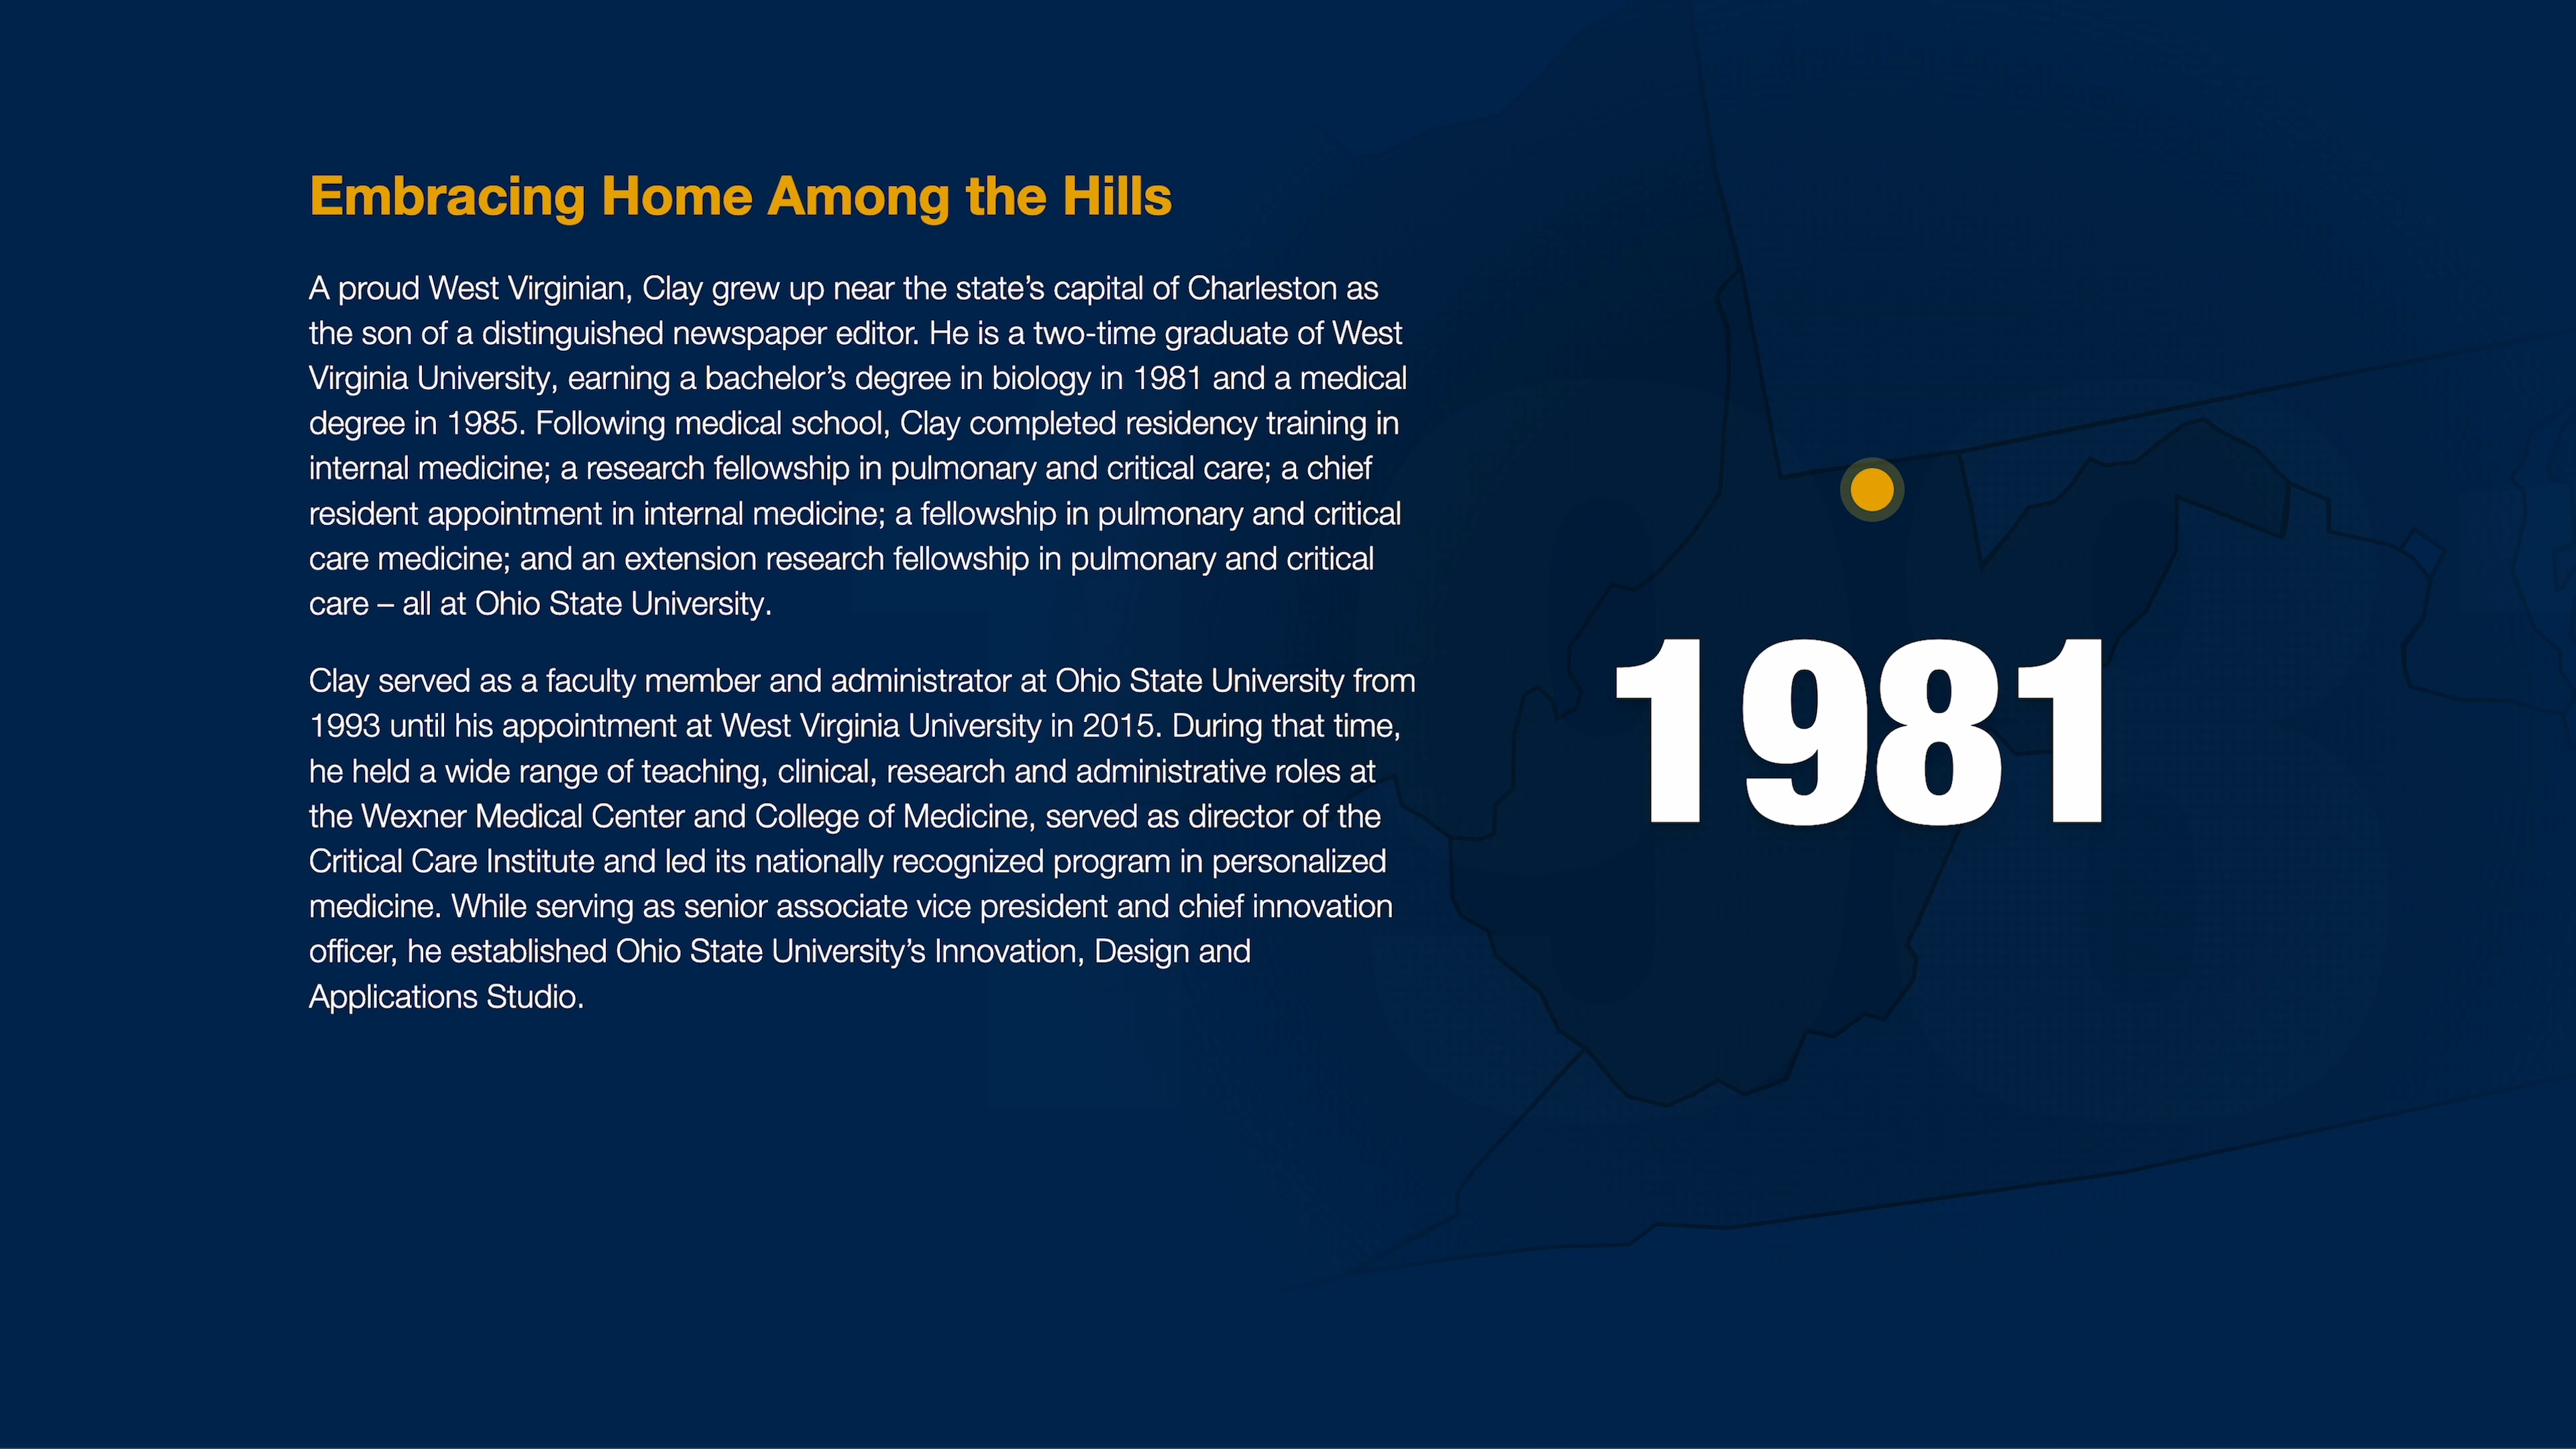 Embracing Home Among the Hills
A proud West Virginian, Clay grew up near the state’s capital of Charleston as
the son of a distinguished newspaper editor. He is a two-time graduate of West
Virginia University, earning a bachelor’s degree in biology in 1981 and a medical
degree in 1985. Following medical school, Clay completed residency training in
internal medicine; a research fellowship in pulmonary and critical care; a chief
resident appointment in internal medicine; a fellowship in pulmonary and critical
care medicine; and an extension research fellowship in pulmonary and critical
care – all at Ohio State University.
Clay served as a faculty member and administrator at Ohio State University from
1993 until his appointment at West Virginia University in 2015. During that time,
he held a wide range of teaching, clinical, research and administrative roles at
the Wexner Medical Center and College of Medicine, served as director of the
Critical Care Institute and led its nationally recognized program in personalized
medicine. While serving as senior associate vice president and chief innovation
officer, he established Ohio State University’s Innovation, Design and
Applications Studio.
1981